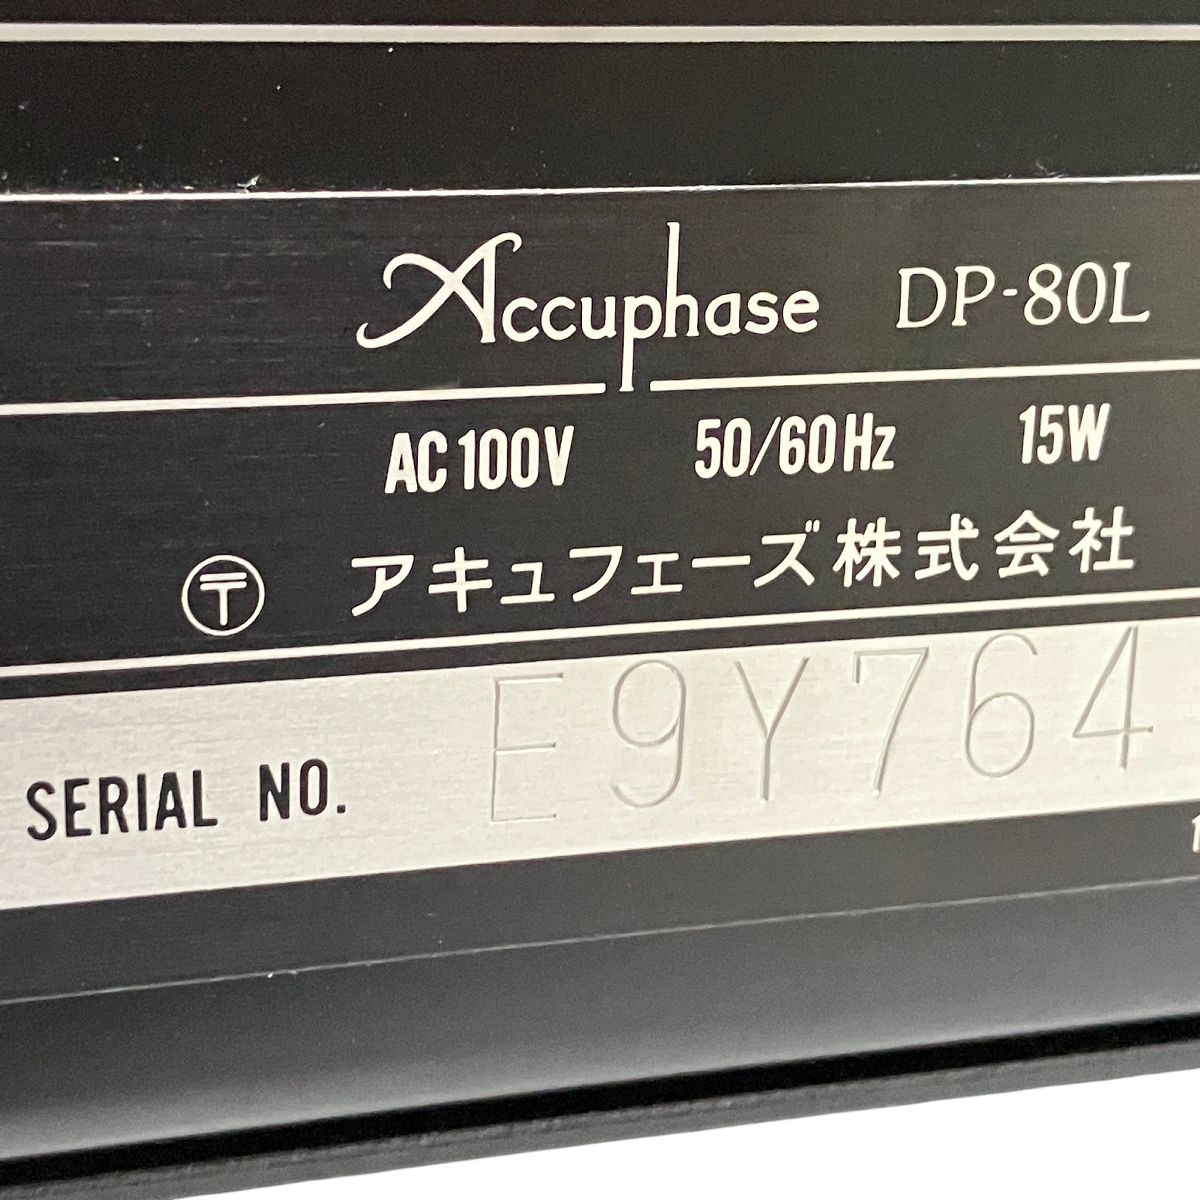 Accuphase DP-80L
AC100V 50/60Hz 15W
〒 アキュフェーズ株式会社
SERIAL NO. E9Y764